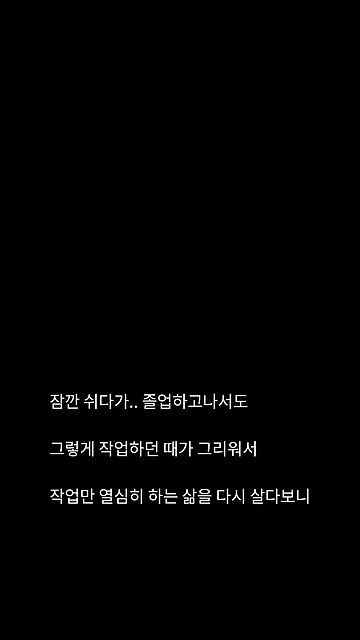 잠깐 쉬다가.. 졸업하고나서도
그렇게 작업하던 때가 그리워서
작업만 열심히 하는 삶을 다시 살다보니